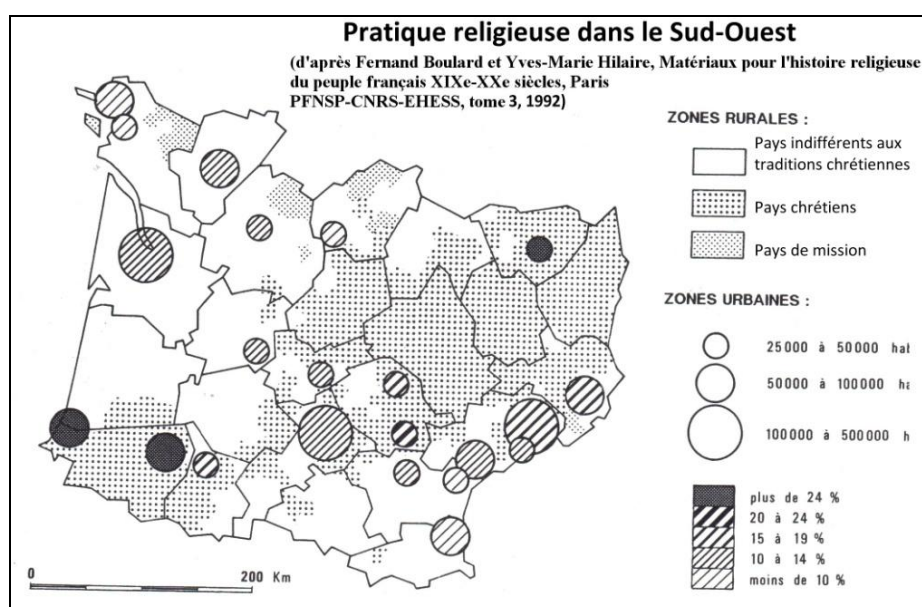 Pratique religieuse dans le Sud-Ouest
(d'après Fernand Boulard et Yves-Marie Hilaire, Matériaux pour l'histoire religieuse
du peuple français XIXe-XXe siècles, Paris
PFNSP-CNRS-EHESS, tome 3, 1992)
ZONES RURALES :
Pays indifférents aux
traditions chrétiennes
Pays chrétiens
Pays de mission
ZONES URBAINES :
25000 à 50000 hab
50000 à 100000 ha
100000 à 500000 h
plus de 24 %
20 à 24 %
15 à 19 %
10 à 14 %
moins de 10 %
0 200 Km